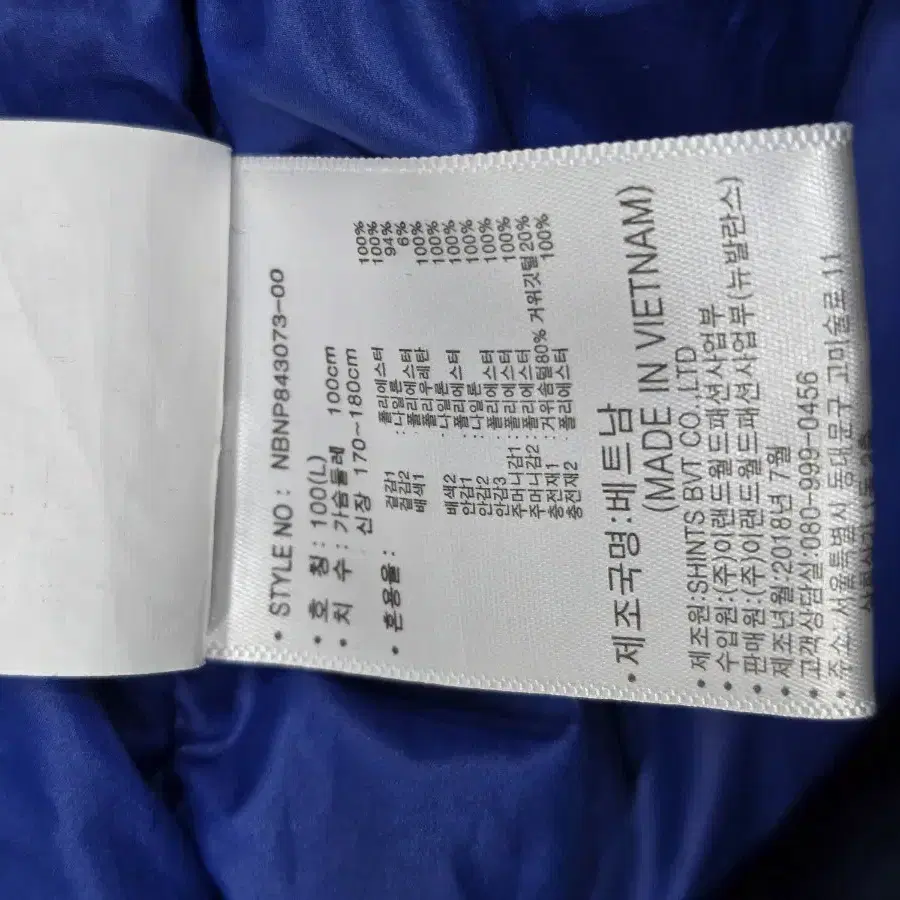 • STYLE NO : NBNP843073-00
• 호 칭 : 100(L)
• 치 수 : 가슴둘레 100cm
신장 170~180cm
• 혼용율 :
겉감1 : 폴리에스터 100%
겉감2 : 나일론 100%
배색1 : 폴리에스터 94%
폴리우레탄 6%
배색2 : 나일론 100%
안감1 : 폴리에스터 100%
안감2 : 나일론 100%
안감3 : 폴리에스터 100%
주머니감1 : 폴리에스터 100%
주머니감2 : 폴리에스터 100%
충전재1 : 거위솜털80% 거위깃털20%
충전재2 : 폴리에스터 100%
• 제조국명:베트남
(MADE IN VIETNAM)
• 제조원:SHINTS BVT CO.,LTD
• 수입원:(주)이랜드월드패션사업부
• 판매원:(주)이랜드월드패션사업부(뉴발란스)
• 제조년월:2018년 7월
• 고객상담실:080-999-0456
• 주소:서울특별시 동대문구 고미술로 11